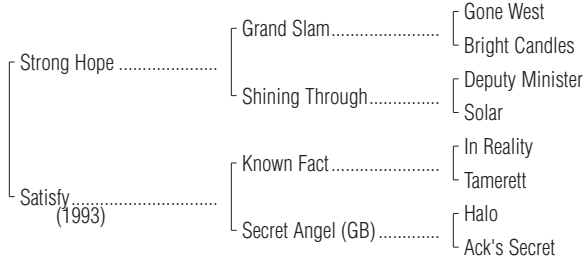 Gone West
Grand Slam....................
Bright Candles
Strong Hope ....................
Deputy Minister
Shining Through..............
Solar
In Reality
Known Fact....................
Tamerett
Satisfy...........................
(1993)
Halo
Secret Angel (GB).............
Ack's Secret